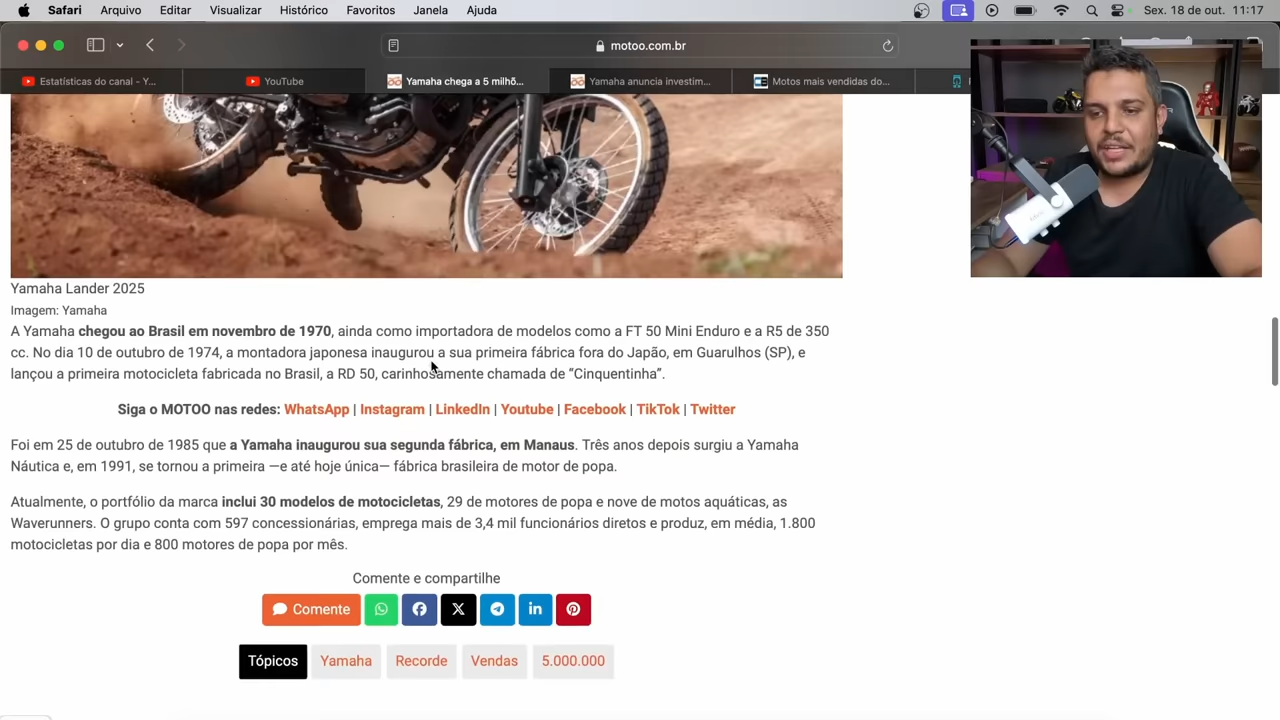 Safari Arquivo Editar Visualizar Histórico Favoritos Janela Ajuda Sex. 18 de out. 11:17
motoo.com.br
Estatísticas do canal - Y... YouTube Yamaha chega a 5 milhõ... Yamaha anuncia investim... Motos mais vendidas do...
Yamaha Lander 2025
Imagem: Yamaha
A Yamaha chegou ao Brasil em novembro de 1970, ainda como importadora de modelos como a FT 50 Mini Enduro e a R5 de 350
cc. No dia 10 de outubro de 1974, a montadora japonesa inaugurou a sua primeira fábrica fora do Japão, em Guarulhos (SP), e
lançou a primeira motocicleta fabricada no Brasil, a RD 50, carinhosamente chamada de “Cinquentinha”.
Siga o MOTOO nas redes: WhatsApp | Instagram | LinkedIn | Youtube | Facebook | TikTok | Twitter
Foi em 25 de outubro de 1985 que a Yamaha inaugurou sua segunda fábrica, em Manaus. Três anos depois surgiu a Yamaha
Náutica e, em 1991, se tornou a primeira —e até hoje única— fábrica brasileira de motor de popa.
Atualmente, o portfólio da marca inclui 30 modelos de motocicletas, 29 de motores de popa e nove de motos aquáticas, as
Waverunners. O grupo conta com 597 concessionárias, emprega mais de 3,4 mil funcionários diretos e produz, em média, 1.800
motocicletas por dia e 800 motores de popa por mês.
Comente e compartilhe
Comente
Tópicos Yamaha Recorde Vendas 5.000.000